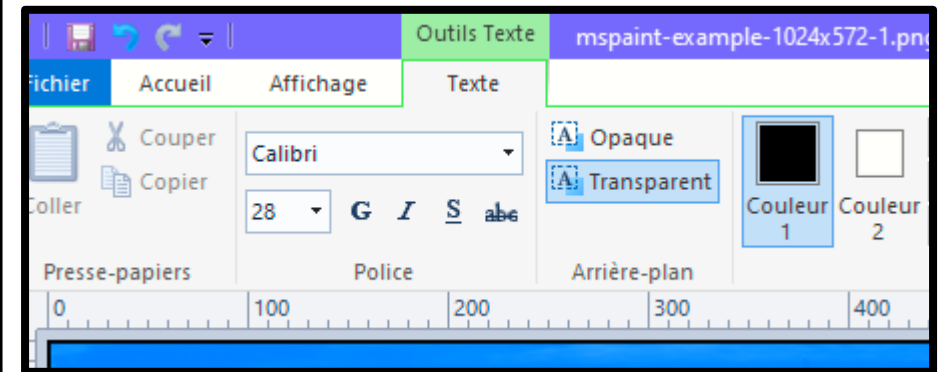 Outils Texte mspaint-example-1024x572-1.png
Fichier Accueil Affichage Texte
Couper
Copier
Coller
Calibri
28 G I S abc
Opaque
Transparent
Couleur 1
Couleur 2
Presse-papiers Police Arrière-plan
0 100 200 300 400